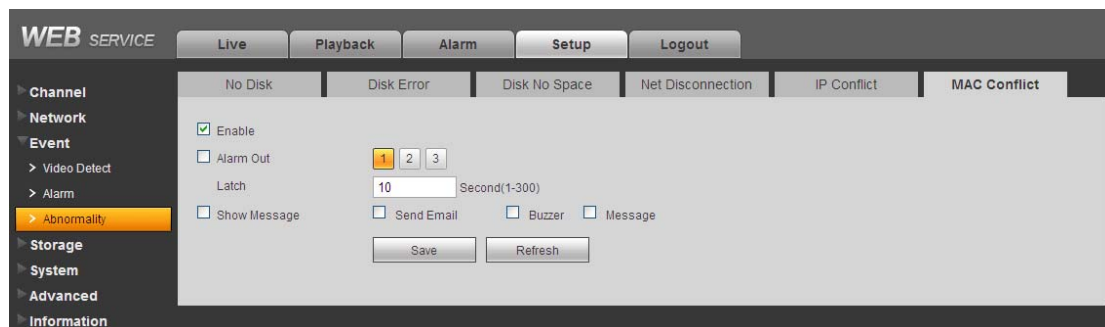 WEB SERVICE
Live Playback Alarm Setup Logout
No Disk Disk Error Disk No Space Net Disconnection IP Conflict MAC Conflict
Channel
Network
Event
> Video Detect
> Alarm
> Abnormality
Storage
System
Advanced
Information
Enable
Alarm Out 1 2 3
Latch 10 Second(1-300)
Show Message Send Email Buzzer Message
Save Refresh